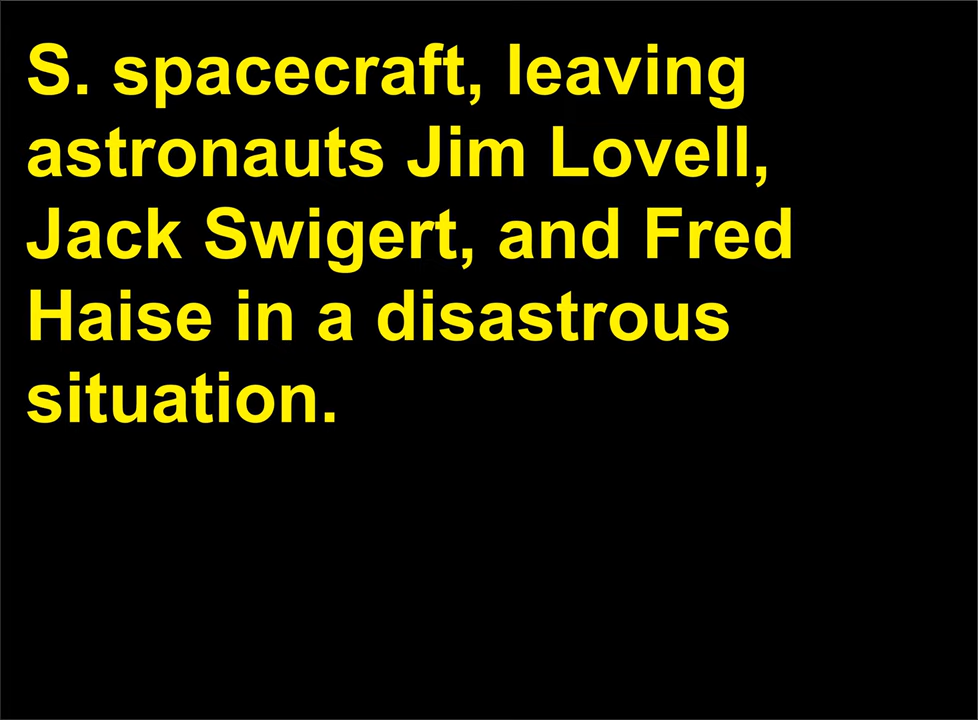 S. spacecraft, leaving
astronauts Jim Lovell,
Jack Swigert, and Fred
Haise in a disastrous
situation.